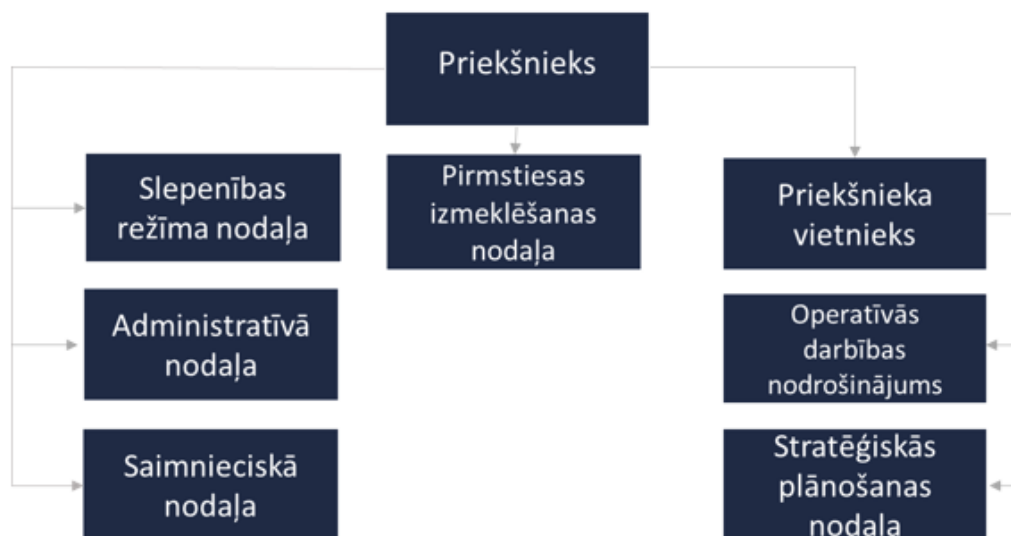 Priekšnieks
Slepenības
režīma nodaļa
Pirmstiesas
izmeklēšanas
nodaļa
Priekšnieka
vietnieks
Administratīvā
nodaļa
Operatīvās
darbības
nodrošinājums
Saimnieciskā
nodaļa
Stratēģiskās
plānošanas
nodaļa